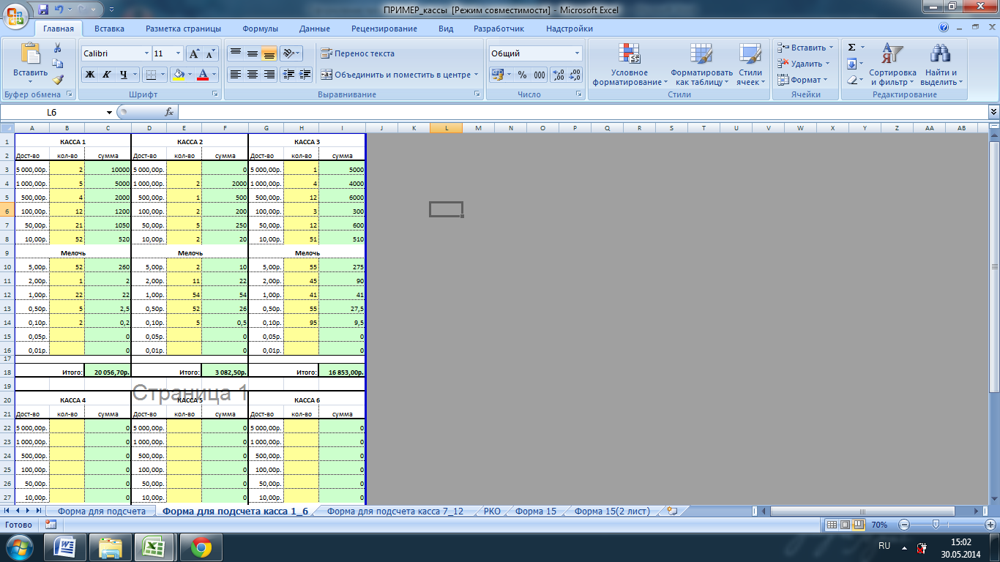 ПРИМЕР_кассы [Режим совместимости] - Microsoft Excel
Главная Вставка Разметка страницы Формулы Данные Рецензирование Вид Разработчик Надстройки
Вставить
Calibri 11
Ж К Ч
Перенос текста
Объединить и поместить в центре
Общий
% 000
Условное форматирование
Форматировать как таблицу
Стили ячеек
Вставить
Удалить
Формат
Σ
Сортировка и фильтр
Найти и выделить
Буфер обмена Шрифт Выравнивание Число Стили Ячейки Редактирование
L6 fx
A B C D E F G H I J K L M N O P Q R S T U V W X Y Z AA AB
1 КАССА 1 КАССА 2 КАССА 3
2 Дост-во кол-во сумма Дост-во кол-во сумма Дост-во кол-во сумма
3 5 000,00р. 2 10000 5 000,00р. 0 5 000,00р. 1 5000
4 1 000,00р. 5 5000 1 000,00р. 2 2000 1 000,00р. 4 4000
5 500,00р. 4 2000 500,00р. 1 500 500,00р. 12 6000
6 100,00р. 12 1200 100,00р. 2 200 100,00р. 3 300
7 50,00р. 21 1050 50,00р. 5 250 50,00р. 12 600
8 10,00р. 52 520 10,00р. 2 20 10,00р. 51 510
9 Мелочь Мелочь Мелочь
10 5,00р. 52 260 5,00р. 2 10 5,00р. 55 275
11 2,00р. 1 2 2,00р. 11 22 2,00р. 45 90
12 1,00р. 22 22 1,00р. 54 54 1,00р. 41 41
13 0,50р. 5 2,5 0,50р. 52 26 0,50р. 55 27,5
14 0,10р. 2 0,2 0,10р. 5 0,5 0,10р. 95 9,5
15 0,05р. 0 0,05р. 0 0,05р. 0
16 0,01р. 0 0,01р. 0 0,01р. 0
17
18 Итого: 20 056,70р. Итого: 3 082,50р. Итого: 16 853,00р.
19
Страница 1
20 КАССА 4 КАССА 5 КАССА 6
21 Дост-во кол-во сумма Дост-во кол-во сумма Дост-во кол-во сумма
22 5 000,00р. 0 5 000,00р. 0 5 000,00р. 0
23 1 000,00р. 0 1 000,00р. 0 1 000,00р. 0
24 500,00р. 0 500,00р. 0 500,00р. 0
25 100,00р. 0 100,00р. 0 100,00р. 0
26 50,00р. 0 50,00р. 0 50,00р. 0
27 10,00р. 0 10,00р. 0 10,00р. 0
Форма для подсчета Форма для подсчета касса 1_6 Форма для подсчета касса 7_12 РКО Форма 15 Форма 15(2 лист)
Готово 70%
RU 15:02
30.05.2014